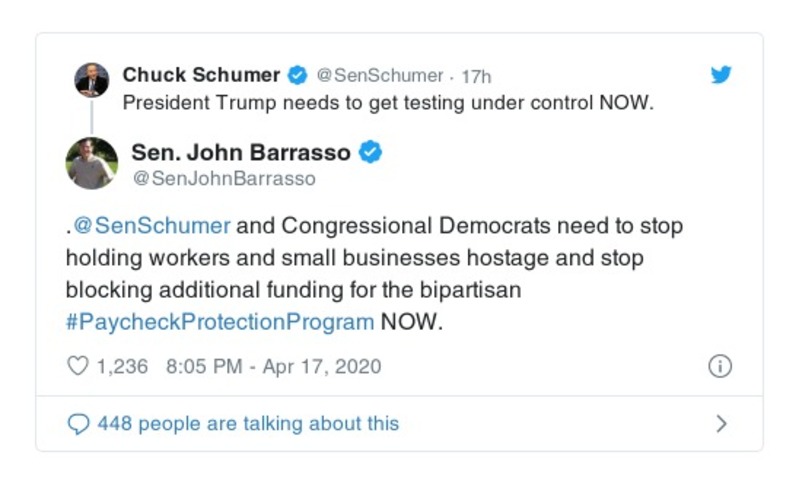 Chuck Schumer @SenSchumer · 17h
President Trump needs to get testing under control NOW.
Sen. John Barrasso
@SenJohnBarrasso
.@SenSchumer and Congressional Democrats need to stop
holding workers and small businesses hostage and stop
blocking additional funding for the bipartisan
#PaycheckProtectionProgram NOW.
1,236 8:05 PM - Apr 17, 2020
448 people are talking about this